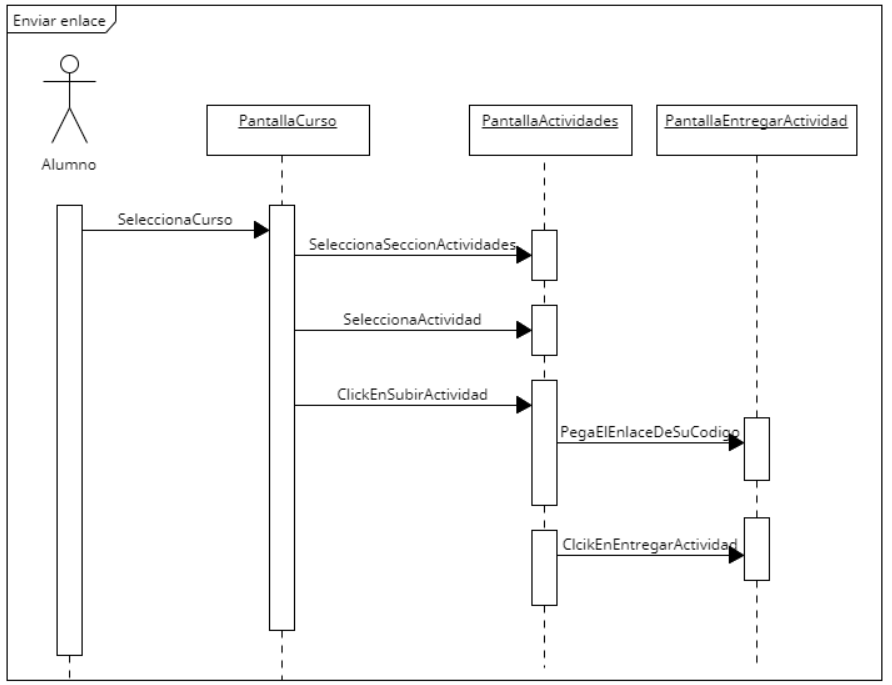 Enviar enlace
Alumno
PantallaCurso
PantallaActividades
PantallaEntregarActividad
SeleccionaCurso
SeleccionaSeccionActividades
SeleccionaActividad
ClickEnSubirActividad
PegaElEnlaceDeSuCodigo
ClcikEnEntregarActividad